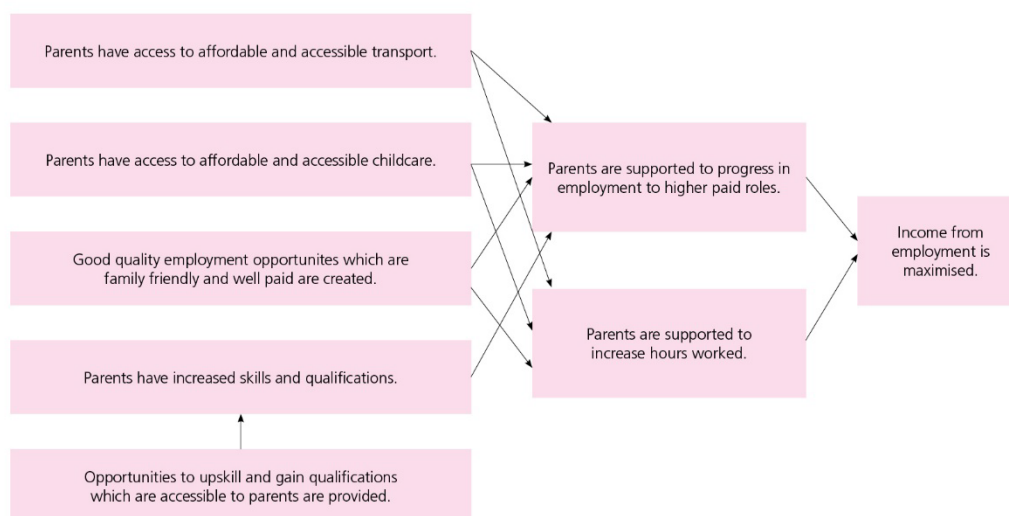 Parents have access to affordable and accessible transport.
Parents have access to affordable and accessible childcare.
Good quality employment opportunites which are
family friendly and well paid are created.
Parents have increased skills and qualifications.
Opportunities to upskill and gain qualifications
which are accessible to parents are provided.
Parents are supported to progress in
employment to higher paid roles.
Parents are supported to
increase hours worked.
Income from
employment is
maximised.